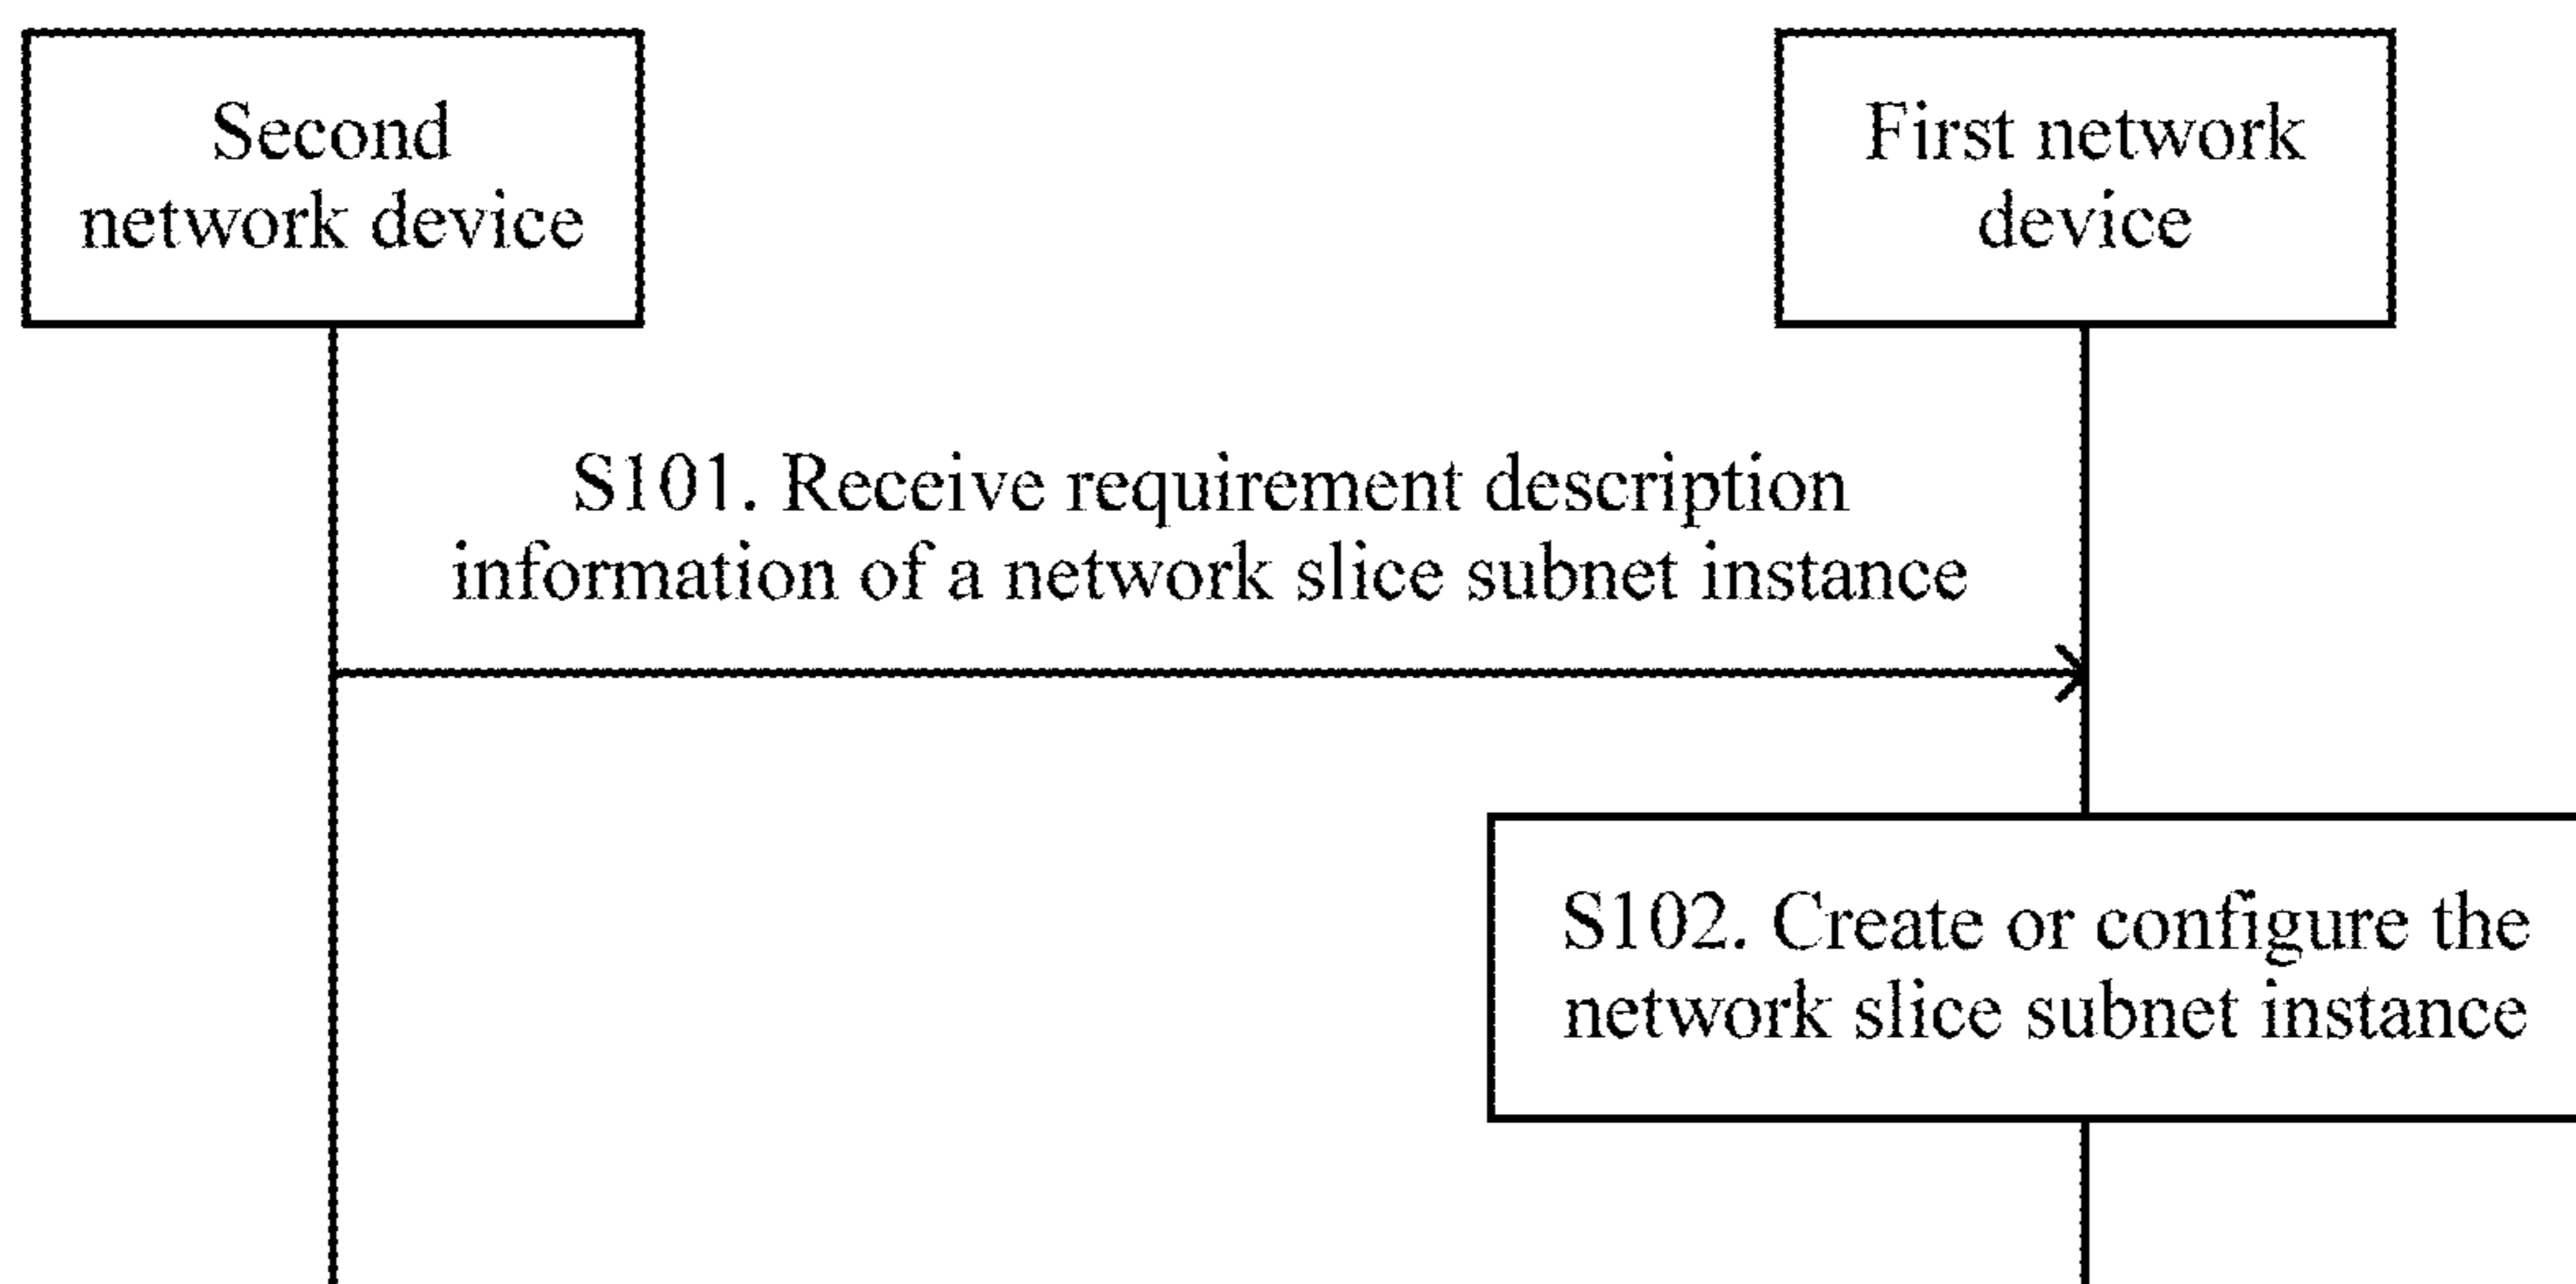 Second
network device
First network
device
S101. Receive requirement description
information of a network slice subnet instance
S102. Create or configure the
network slice subnet instance